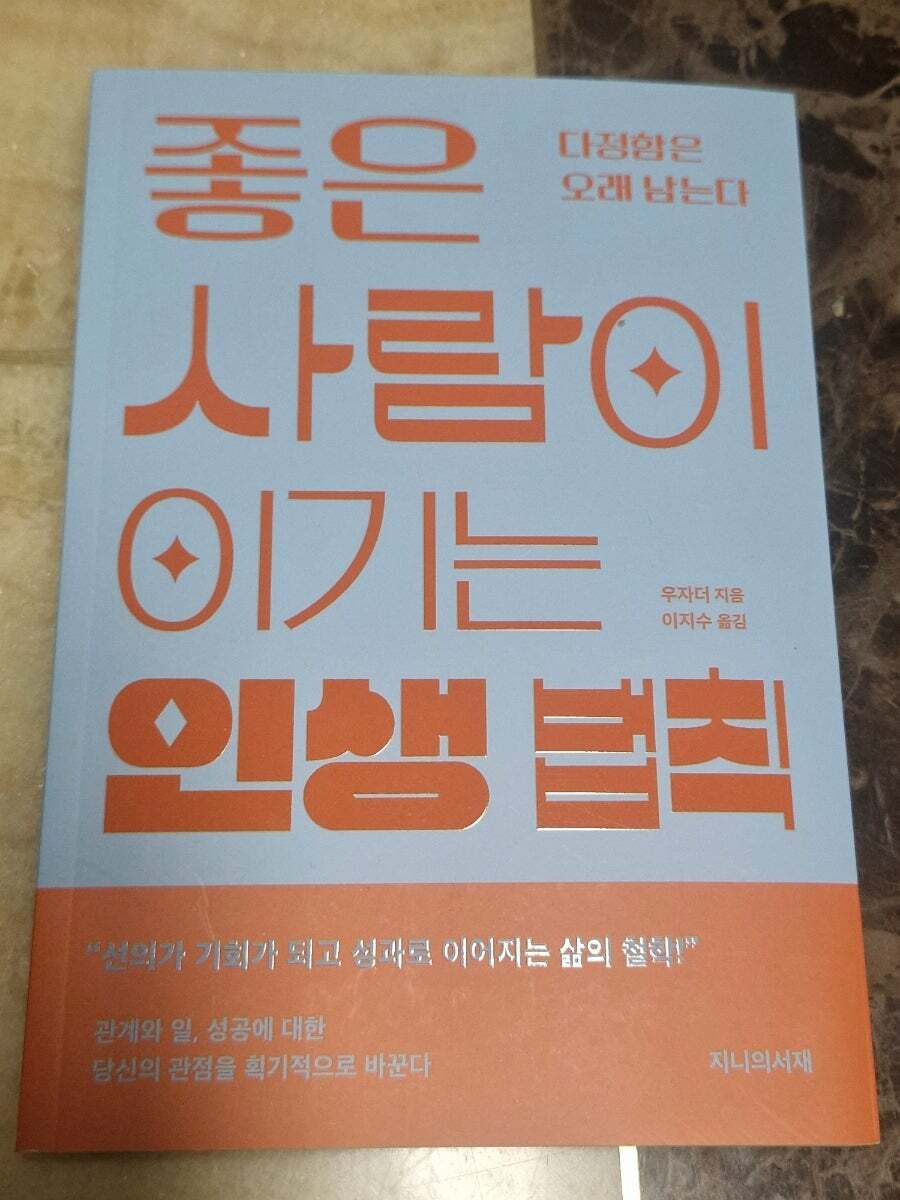 좋은
다정함은
오래 남는다
사람이
이기는
우자더 지음
이지수 옮김
인생 법칙
“선의가 기회가 되고 성과로 이어지는 삶의 철학!”
관계와 일, 성공에 대한
당신의 관점을 획기적으로 바꾼다
지니의서재